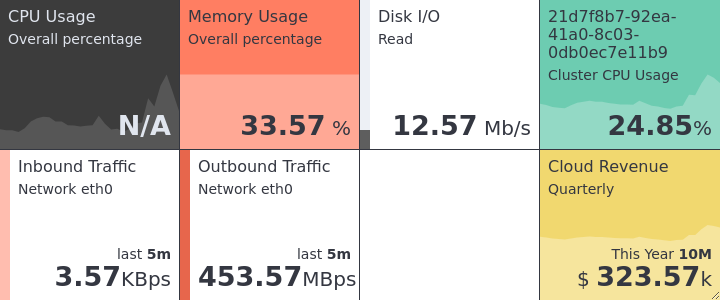 CPU Usage
Overall percentage
N/A
Memory Usage
Overall percentage
33.57 %
Disk I/O
Read
12.57 Mb/s
21d7f8b7-92ea-
41a0-8c03-
0db0ec7e11b9
Cluster CPU Usage
24.85%
Inbound Traffic
Network eth0
last 5m
3.57KBps
Outbound Traffic
Network eth0
last 5m
453.57MBps
Cloud Revenue
Quarterly
This Year 10M
$ 323.57k